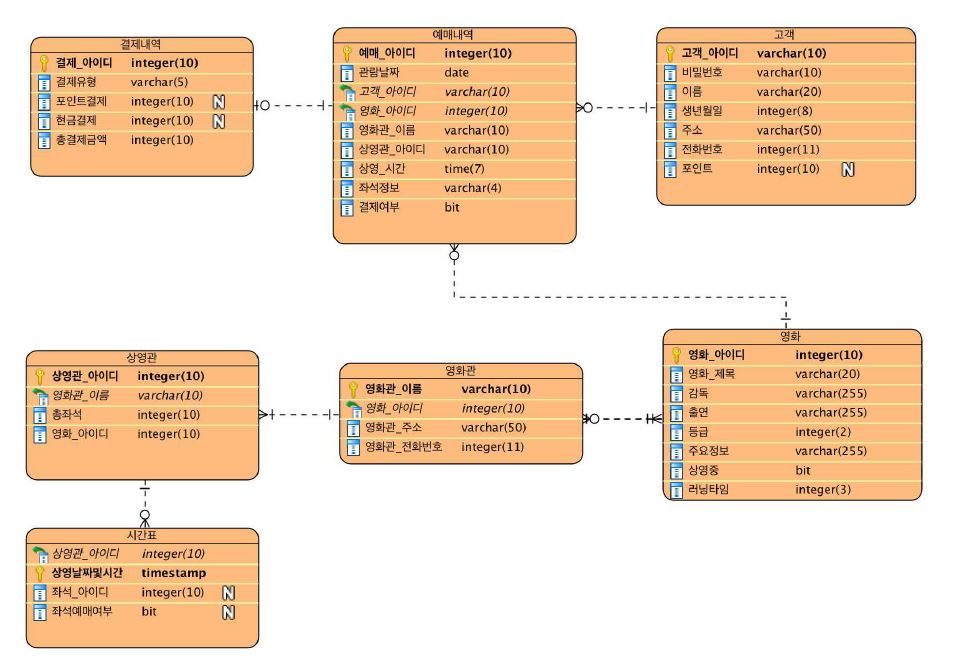 결제내역
결제_아이디 integer(10)
결제유형 varchar(5)
포인트결제 integer(10) N
현금결제 integer(10) N
총결제금액 integer(10)
예매내역
예매_아이디 integer(10)
관람날짜 date
고객_아이디 varchar(10)
영화_아이디 integer(10)
영화관_이름 varchar(10)
상영관_아이디 varchar(10)
상영_시간 time(7)
좌석정보 varchar(4)
결제여부 bit
고객
고객_아이디 varchar(10)
비밀번호 varchar(10)
이름 varchar(20)
생년월일 integer(8)
주소 varchar(50)
전화번호 integer(11)
포인트 integer(10) N
상영관
상영관_아이디 integer(10)
영화관_이름 varchar(10)
총좌석 integer(10)
영화_아이디 integer(10)
영화관
영화관_이름 varchar(10)
영화_아이디 integer(10)
영화관_주소 varchar(50)
영화관_전화번호 integer(11)
영화
영화_아이디 integer(10)
영화_제목 varchar(20)
감독 varchar(255)
출연 varchar(255)
등급 integer(2)
주요정보 varchar(255)
상영중 bit
러닝타임 integer(3)
시간표
상영관_아이디 integer(10)
상영날짜및시간 timestamp
좌석_아이디 integer(10) N
좌석예매여부 bit N